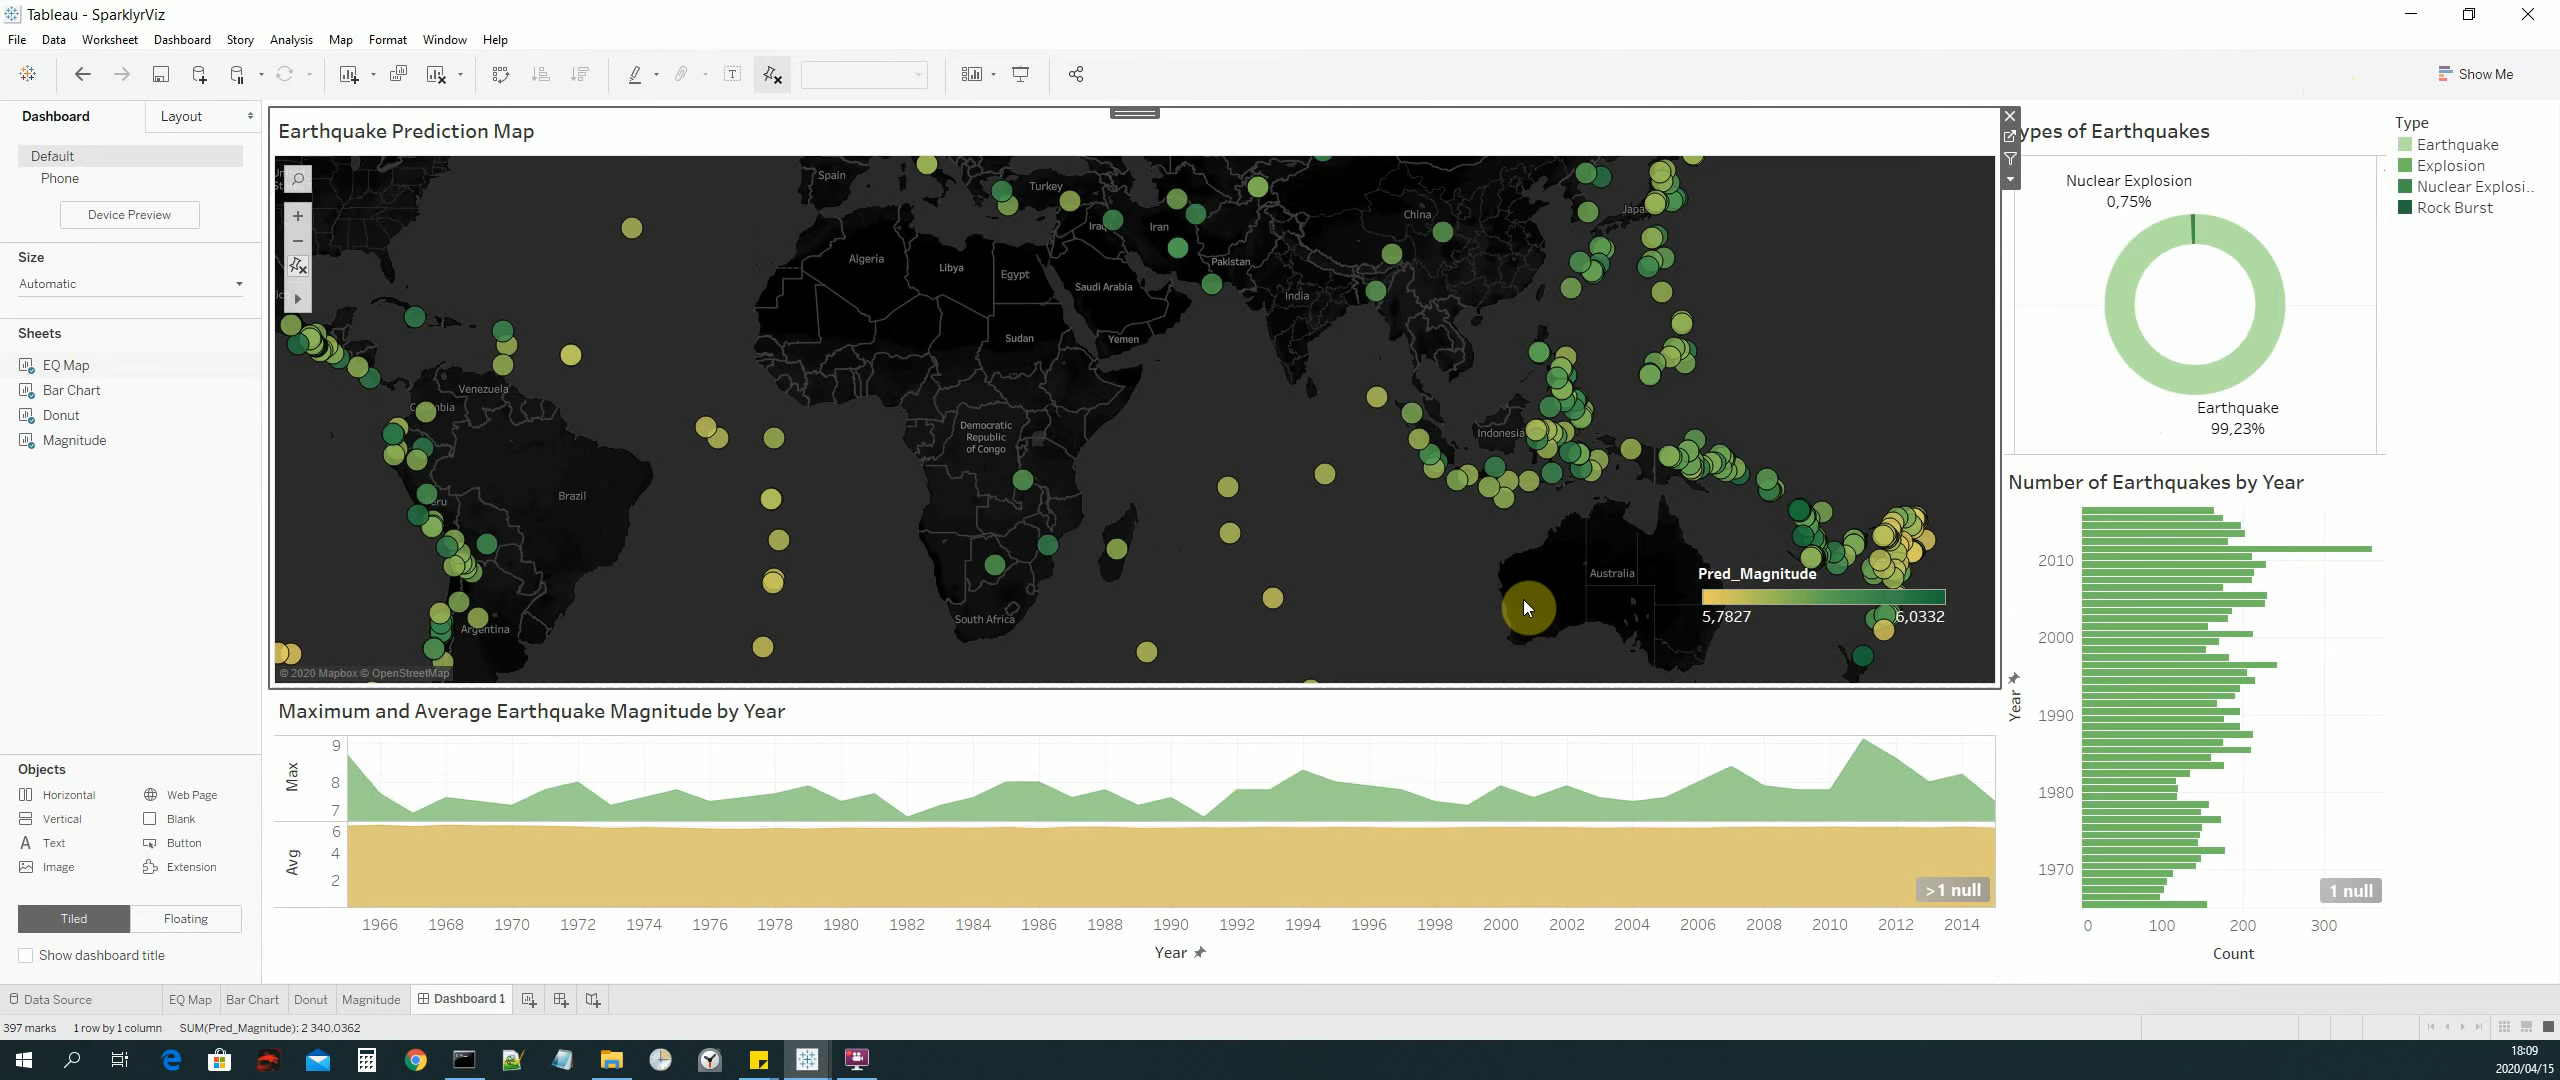 Tableau - SparklyrViz
File Data Worksheet Dashboard Story Analysis Map Format Window Help
Show Me
Dashboard
Layout
Default
Phone
Device Preview
Size
Automatic
Sheets
EQ Map
Bar Chart
Donut
Magnitude
Objects
Horizontal
Web Page
Vertical
Blank
Text
Button
Image
Extension
Tiled
Floating
Show dashboard title
Earthquake Prediction Map
Spain
Turkey
Iran
China
Algeria
Libya
Egypt
Pakistan
Saudi Arabia
India
Sudan
Yemen
Venezuela
Democratic
Republic
of Congo
Indonesia
Brazil
Australia
South Africa
Argentina
Pred_Magnitude
5,7827
6,0332
© 2020 Mapbox © OpenStreetMap
Maximum and Average Earthquake Magnitude by Year
Max
9
8
7
Avg
6
4
2
>1 null
1966 1968 1970 1972 1974 1976 1978 1980 1982 1984 1986 1988 1990 1992 1994 1996 1998 2000 2002 2004 2006 2008 2010 2012 2014
Year
ypes of Earthquakes
Nuclear Explosion
0,75%
Earthquake
99,23%
Type
Earthquake
Explosion
Nuclear Explosi..
Rock Burst
Number of Earthquakes by Year
Year
2010
2000
1990
1980
1970
1 null
0 100 200 300
Count
Data Source
EQ Map
Bar Chart
Donut
Magnitude
Dashboard 1
397 marks 1 row by 1 column SUM(Pred_Magnitude): 2 340,0362
18:09
2020/04/15